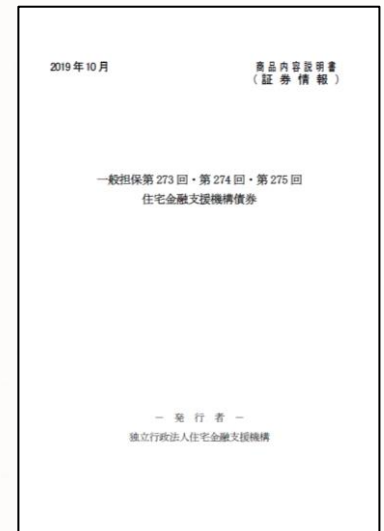 2019年10月
商品内容説明書
（証券情報）
一般担保第273回・第274回・第275回
住宅金融支援機構債券
－ 発 行 者 －
独立行政法人住宅金融支援機構